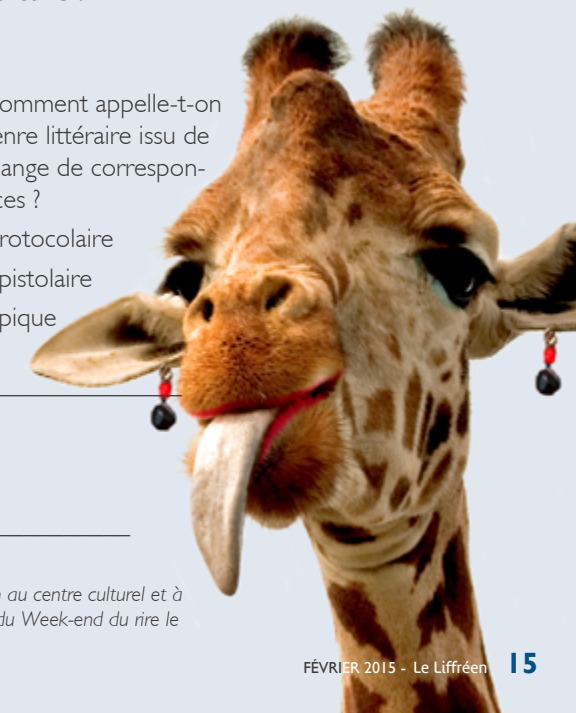 omment appelle-t-on
enre littéraire issu de
ange de correspon-
ces ?
rotocolaire
pistolaire
pique
au centre culturel et à
du Week-end du rire le
FÉVRIER 2015 - Le Liffréen 15